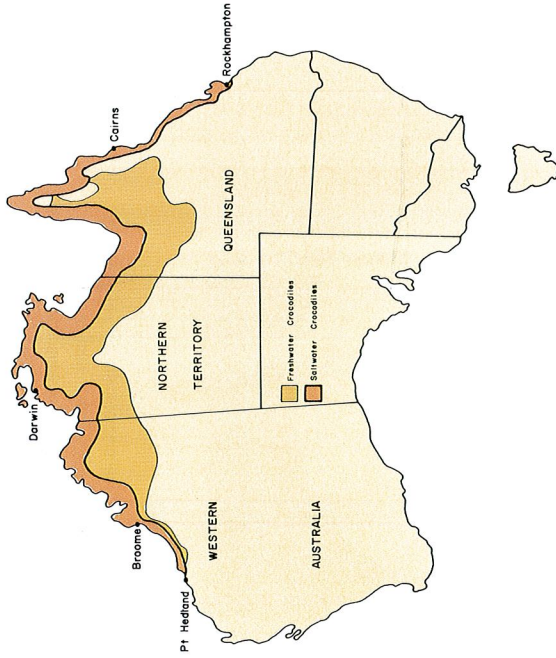 Darwin
Cairns
Broome
Pt Hedland
Rockhampton
NORTHERN
TERRITORY
QUEENSLAND
WESTERN
AUSTRALIA
Freshwater Crocodiles
Saltwater Crocodiles